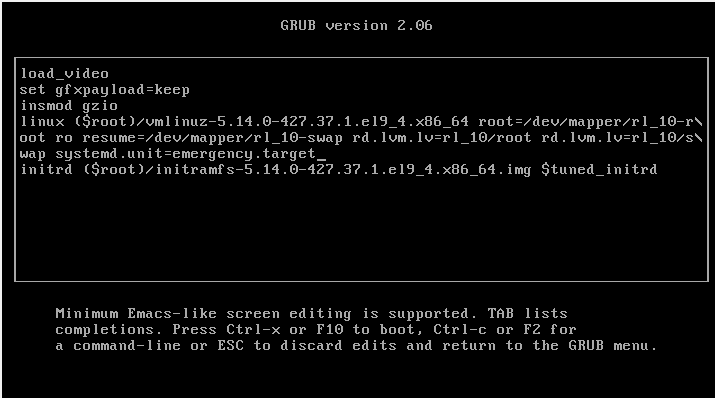 GRUB version 2.06
load_video
set gfxpayload=keep
insmod gzio
linux ($root)/vmlinuz-5.14.0-427.37.1.el9_4.x86_64 root=/dev/mapper/rl_10-r\
oot ro resume=/dev/mapper/rl_10-swap rd.lvm.lv=rl_10/root rd.lvm.lv=rl_10/s\
wap systemd.unit=emergency.target_
initrd ($root)/initramfs-5.14.0-427.37.1.el9_4.x86_64.img $tuned_initrd
Minimum Emacs-like screen editing is supported. TAB lists
completions. Press Ctrl-x or F10 to boot, Ctrl-c or F2 for
a command-line or ESC to discard edits and return to the GRUB menu.